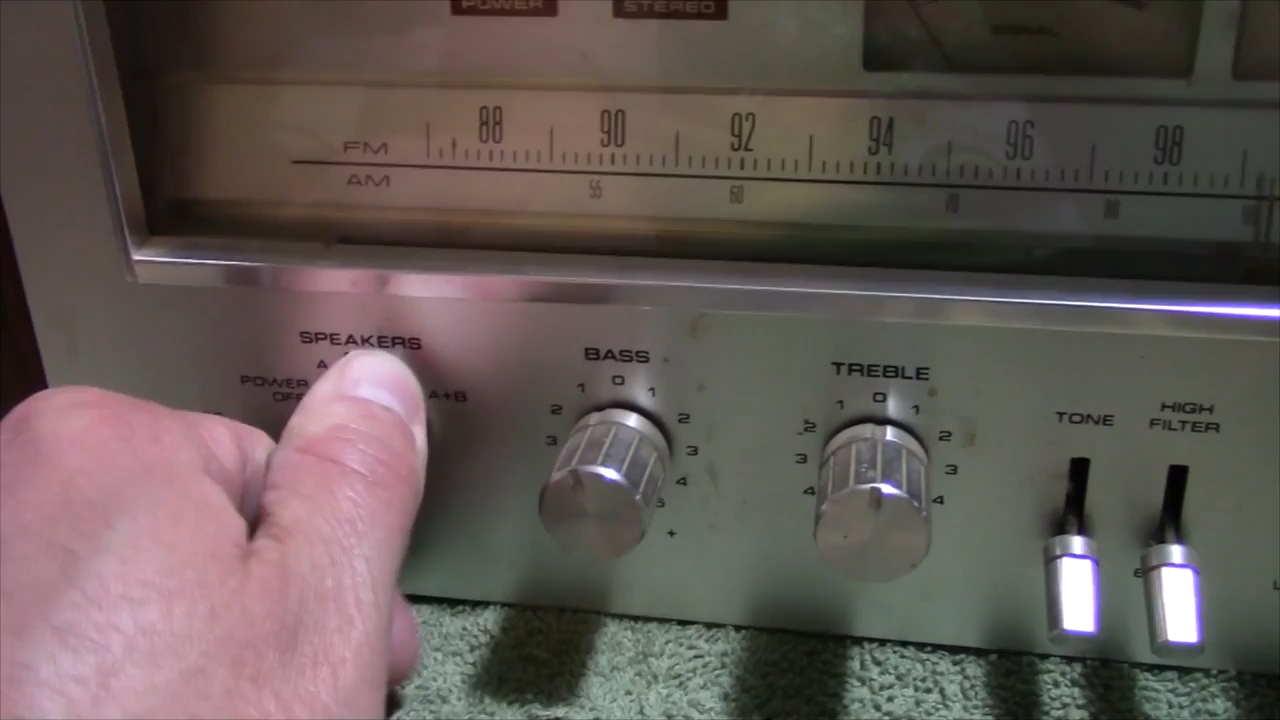 POWER
STEREO
SIGNAL
FM 88 90 92 94 96 98
AM 55 60 70 80
SPEAKERS
A
POWER
OFF
A+B
BASS
0
1 1
2 2
3 3
4
5
+
TREBLE
0
1 1
2 2
3 3
4 4
TONE
HIGH
FILTER